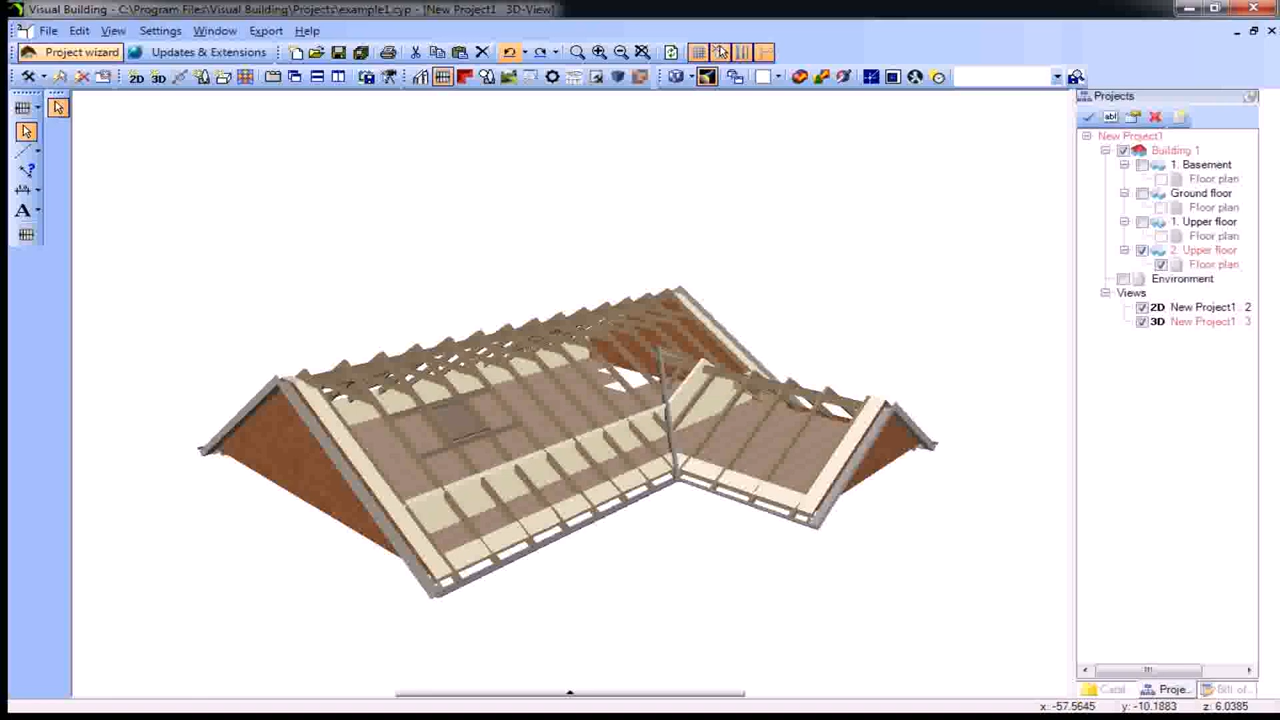 Visual Building - C:\Program Files\Visual Building\Projects\example1.cyp - [New Project1 3D-View]
File Edit View Settings Window Export Help
Project wizard Updates & Extensions
2D 3D
Projects
abl
New Project1
Building 1
1. Basement
Floor plan
Ground floor
Floor plan
1. Upper floor
Floor plan
2. Upper floor
Floor plan
Environment
Views
2D New Project1 2
3D New Project1 3
A
Proje..
Bill of..
x: -57.5645 y: -10.1883 z: 6.0385